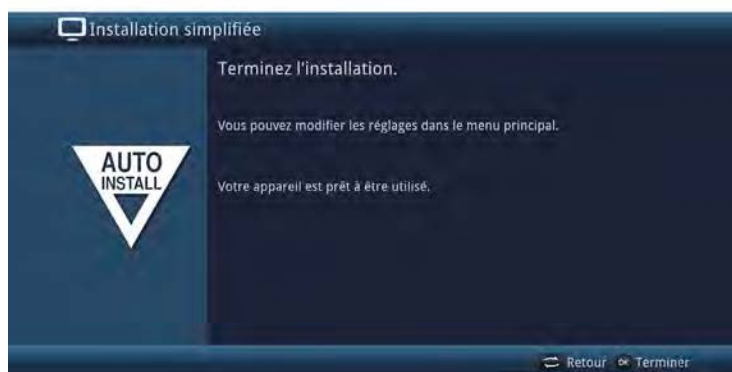 Installation simplifiée
Terminez l'installation.
Vous pouvez modifier les réglages dans le menu principal.
AUTO
INSTALL
Votre appareil est prêt à être utilisé.
Retour OK Terminer